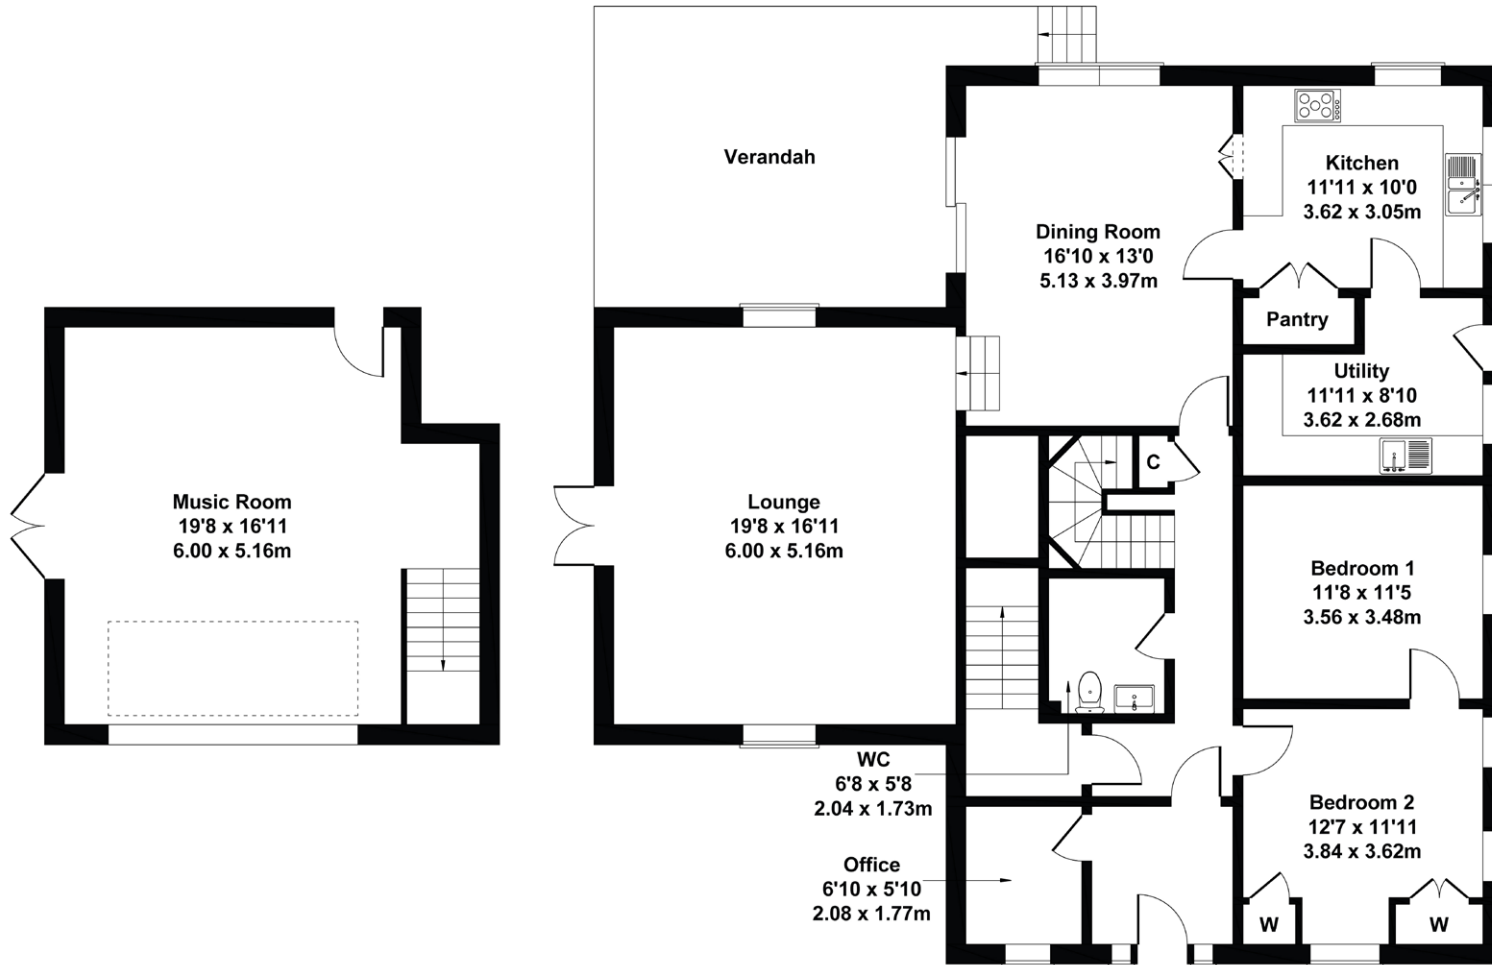 Verandah
Kitchen
11'11 x 10'0
3.62 x 3.05m
Dining Room
16'10 x 13'0
5.13 x 3.97m
Pantry
Utility
11'11 x 8'10
3.62 x 2.68m
C
Music Room
19'8 x 16'11
6.00 x 5.16m
Lounge
19'8 x 16'11
6.00 x 5.16m
Bedroom 1
11'8 x 11'5
3.56 x 3.48m
WC
6'8 x 5'8
2.04 x 1.73m
Bedroom 2
12'7 x 11'11
3.84 x 3.62m
Office
6'10 x 5'10
2.08 x 1.77m
W
W